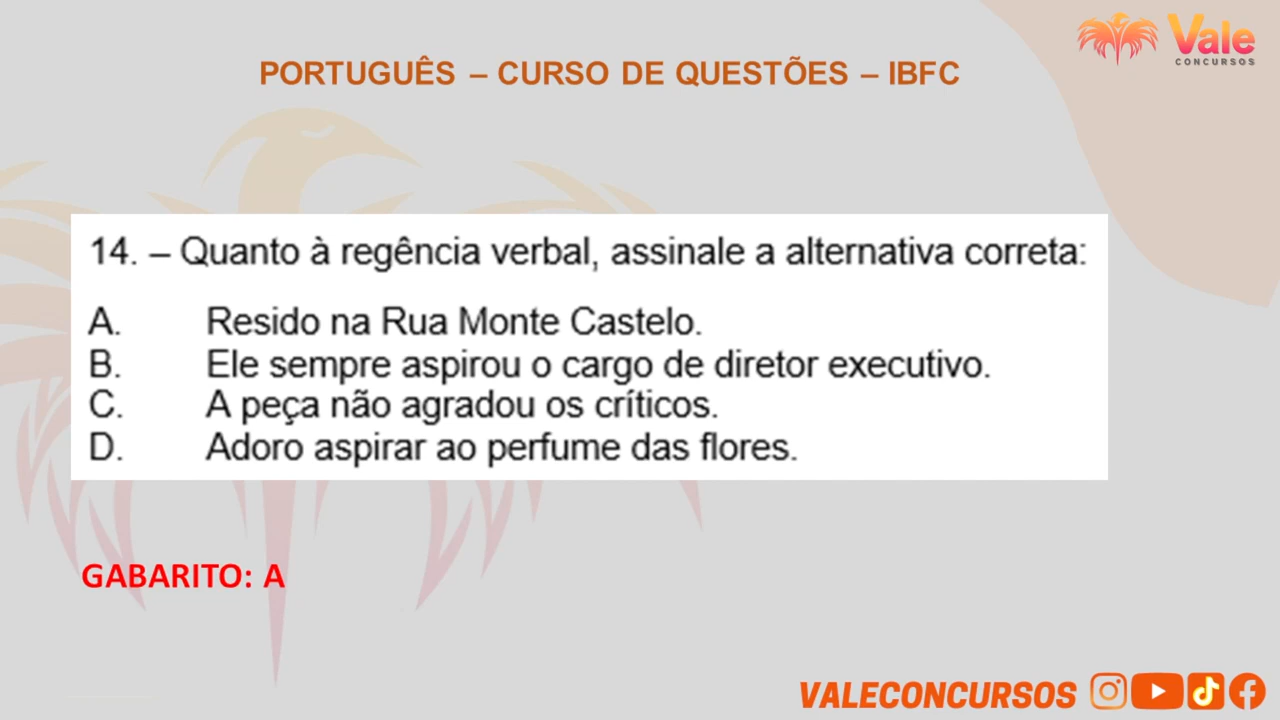 Vale
CONCURSOS
PORTUGUÊS – CURSO DE QUESTÕES – IBFC
14. – Quanto à regência verbal, assinale a alternativa correta:
A. Resido na Rua Monte Castelo.
B. Ele sempre aspirou o cargo de diretor executivo.
C. A peça não agradou os críticos.
D. Adoro aspirar ao perfume das flores.
GABARITO: A
VALECONCURSOS